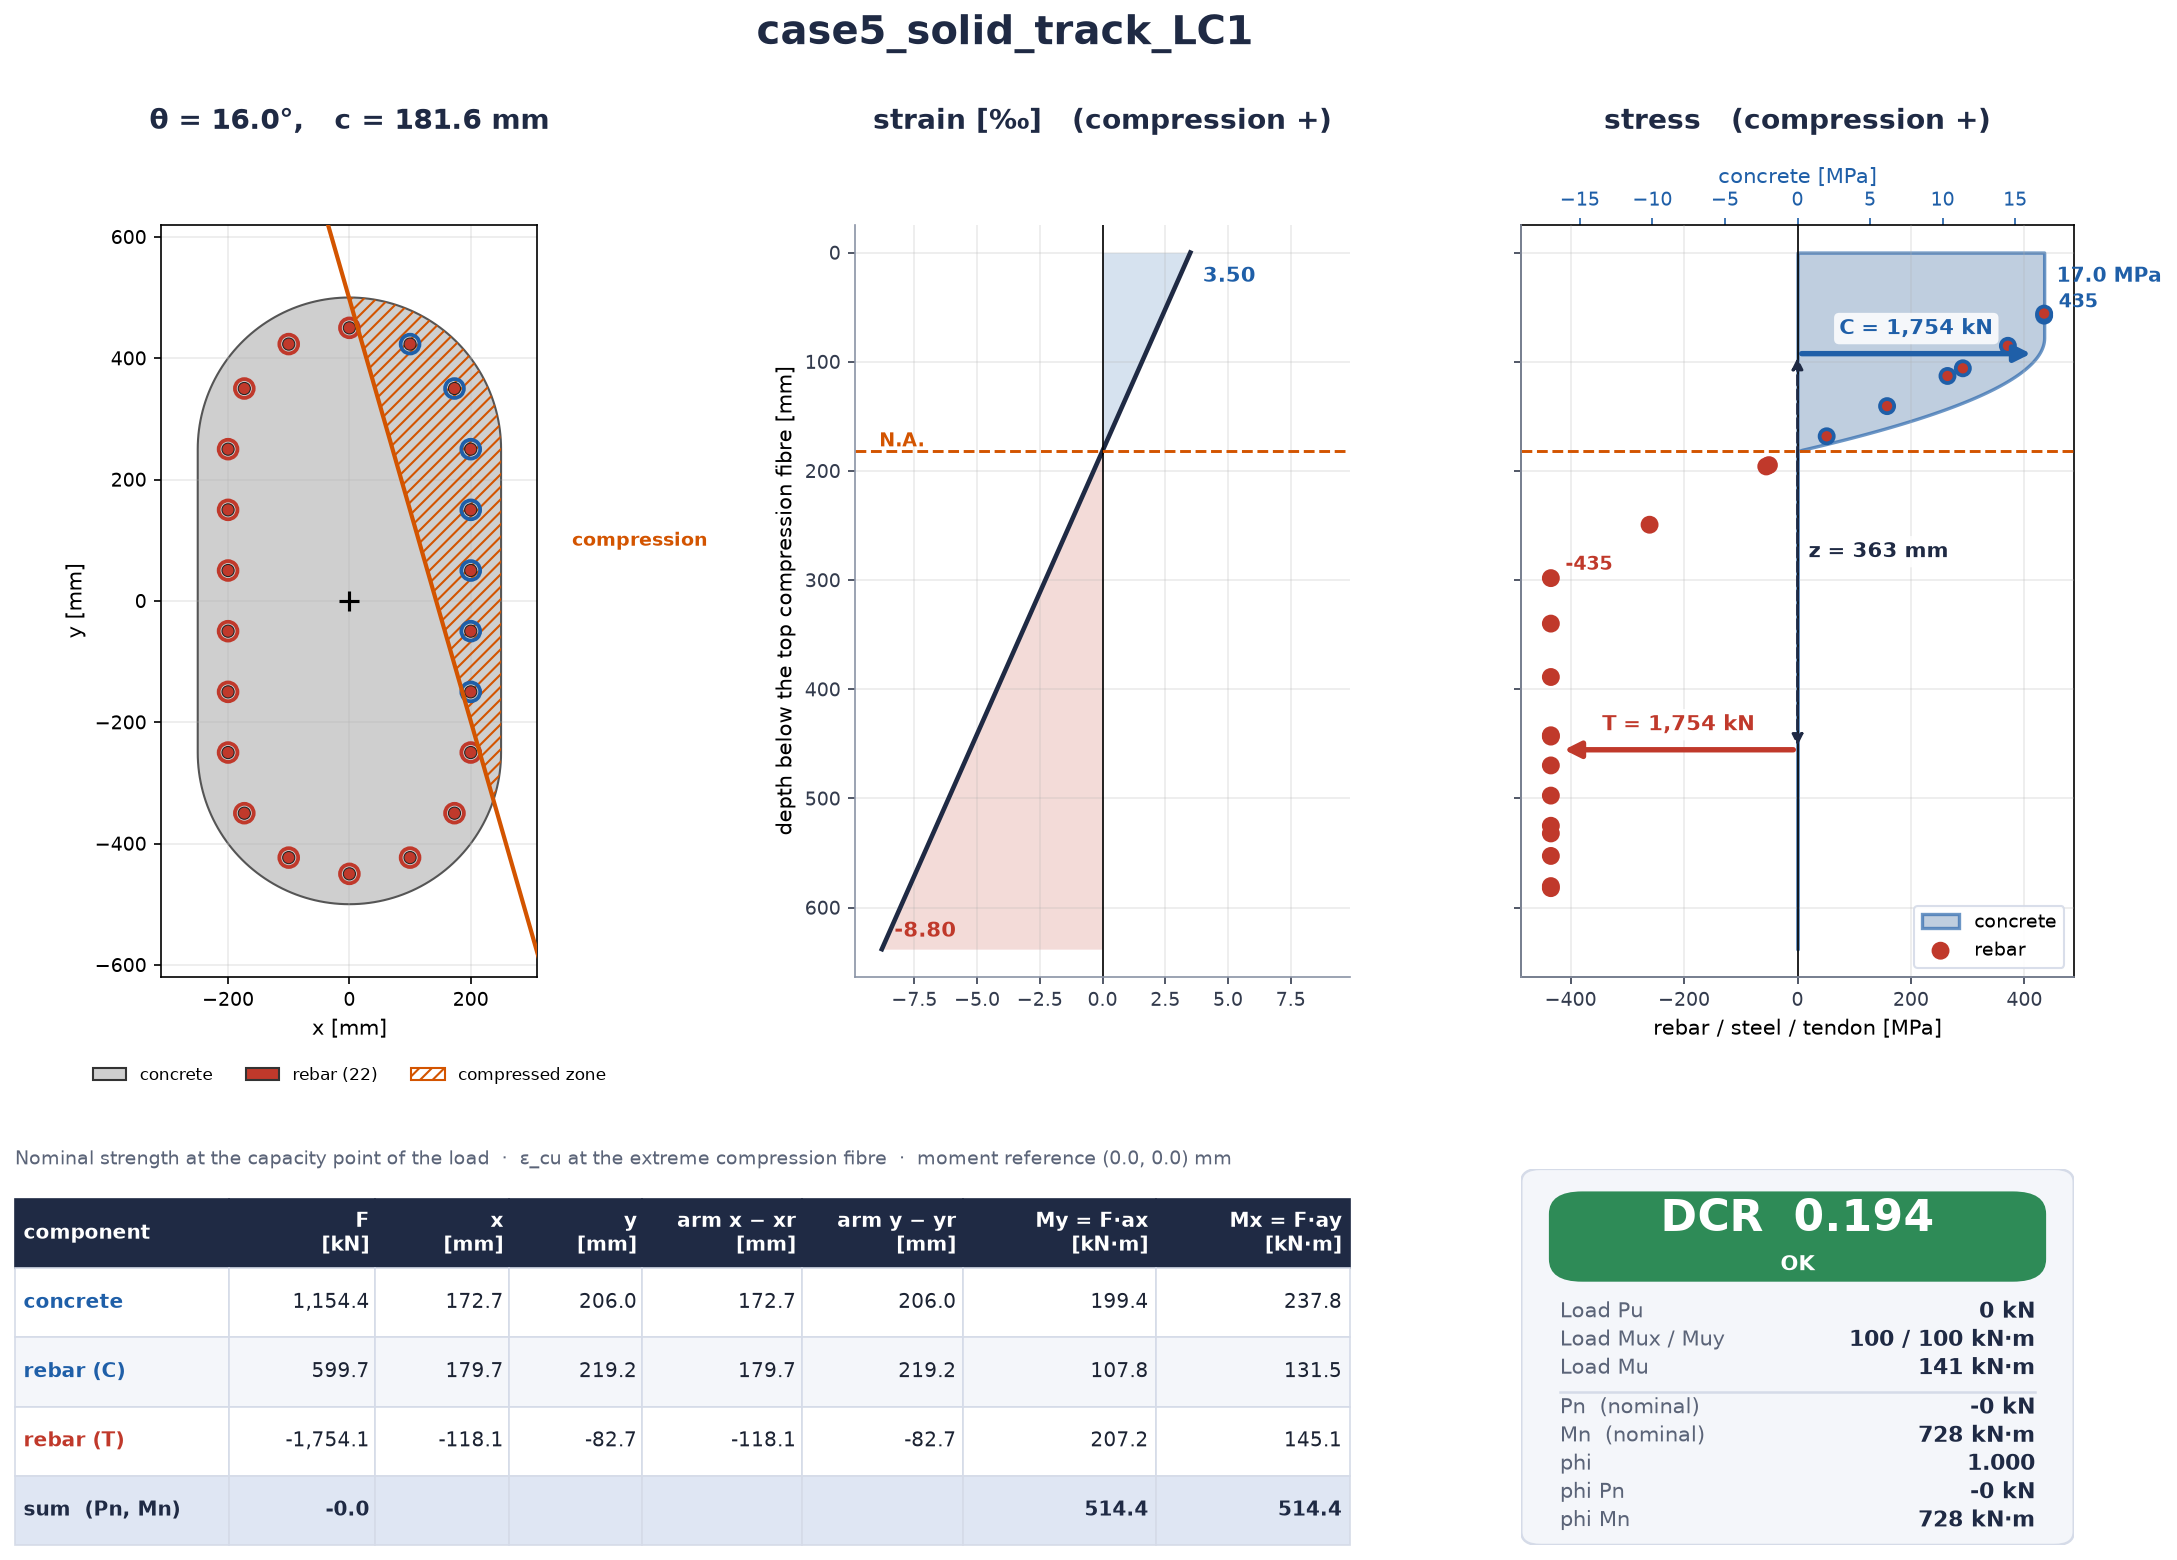 case5_solid_track_LC1
θ = 16.0°,   c = 181.6 mm
strain [‰]   (compression +)
stress   (compression +)
concrete [MPa]
−15 −10 −5 0 5 10 15
600
400
200
0
−200
−400
−600
y [mm]
−200 0 200
x [mm]
compression
concrete
rebar (22)
compressed zone
0
100
200
300
400
500
600
depth below the top compression fibre [mm]
3.50
N.A.
-8.80
−7.5 −5.0 −2.5 0.0 2.5 5.0 7.5
17.0 MPa
435
C = 1,754 kN
z = 363 mm
-435
T = 1,754 kN
concrete
rebar
−400 −200 0 200 400
rebar / steel / tendon [MPa]
Nominal strength at the capacity point of the load  ·  ε_cu at the extreme compression fibre  ·  moment reference (0.0, 0.0) mm
component F [kN] x [mm] y [mm] arm x − xr [mm] arm y − yr [mm] My = F·ax [kN·m] Mx = F·ay [kN·m]
concrete 1,154.4 172.7 206.0 172.7 206.0 199.4 237.8
rebar (C) 599.7 179.7 219.2 179.7 219.2 107.8 131.5
rebar (T) -1,754.1 -118.1 -82.7 -118.1 -82.7 207.2 145.1
sum  (Pn, Mn) -0.0 514.4 514.4
DCR  0.194
OK
Load Pu 0 kN
Load Mux / Muy 100 / 100 kN·m
Load Mu 141 kN·m
Pn  (nominal) -0 kN
Mn  (nominal) 728 kN·m
phi 1.000
phi Pn -0 kN
phi Mn 728 kN·m